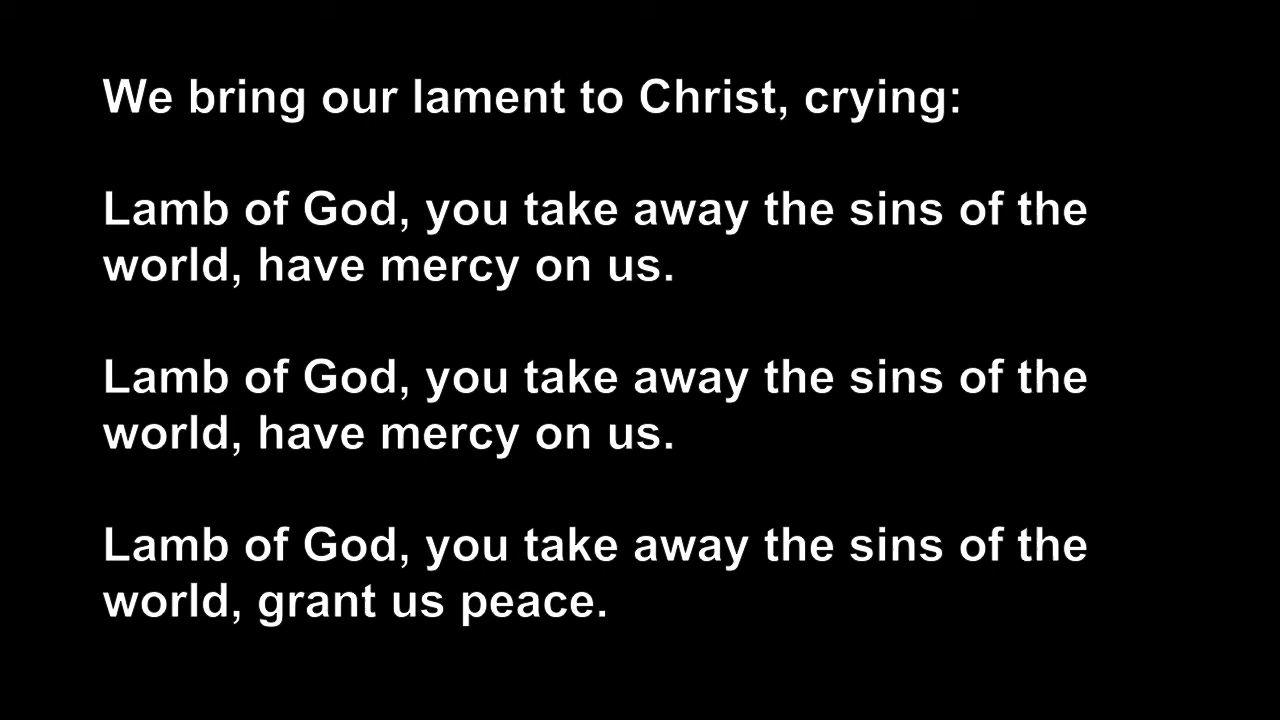 We bring our lament to Christ, crying:
Lamb of God, you take away the sins of the
world, have mercy on us.
Lamb of God, you take away the sins of the
world, have mercy on us.
Lamb of God, you take away the sins of the
world, grant us peace.